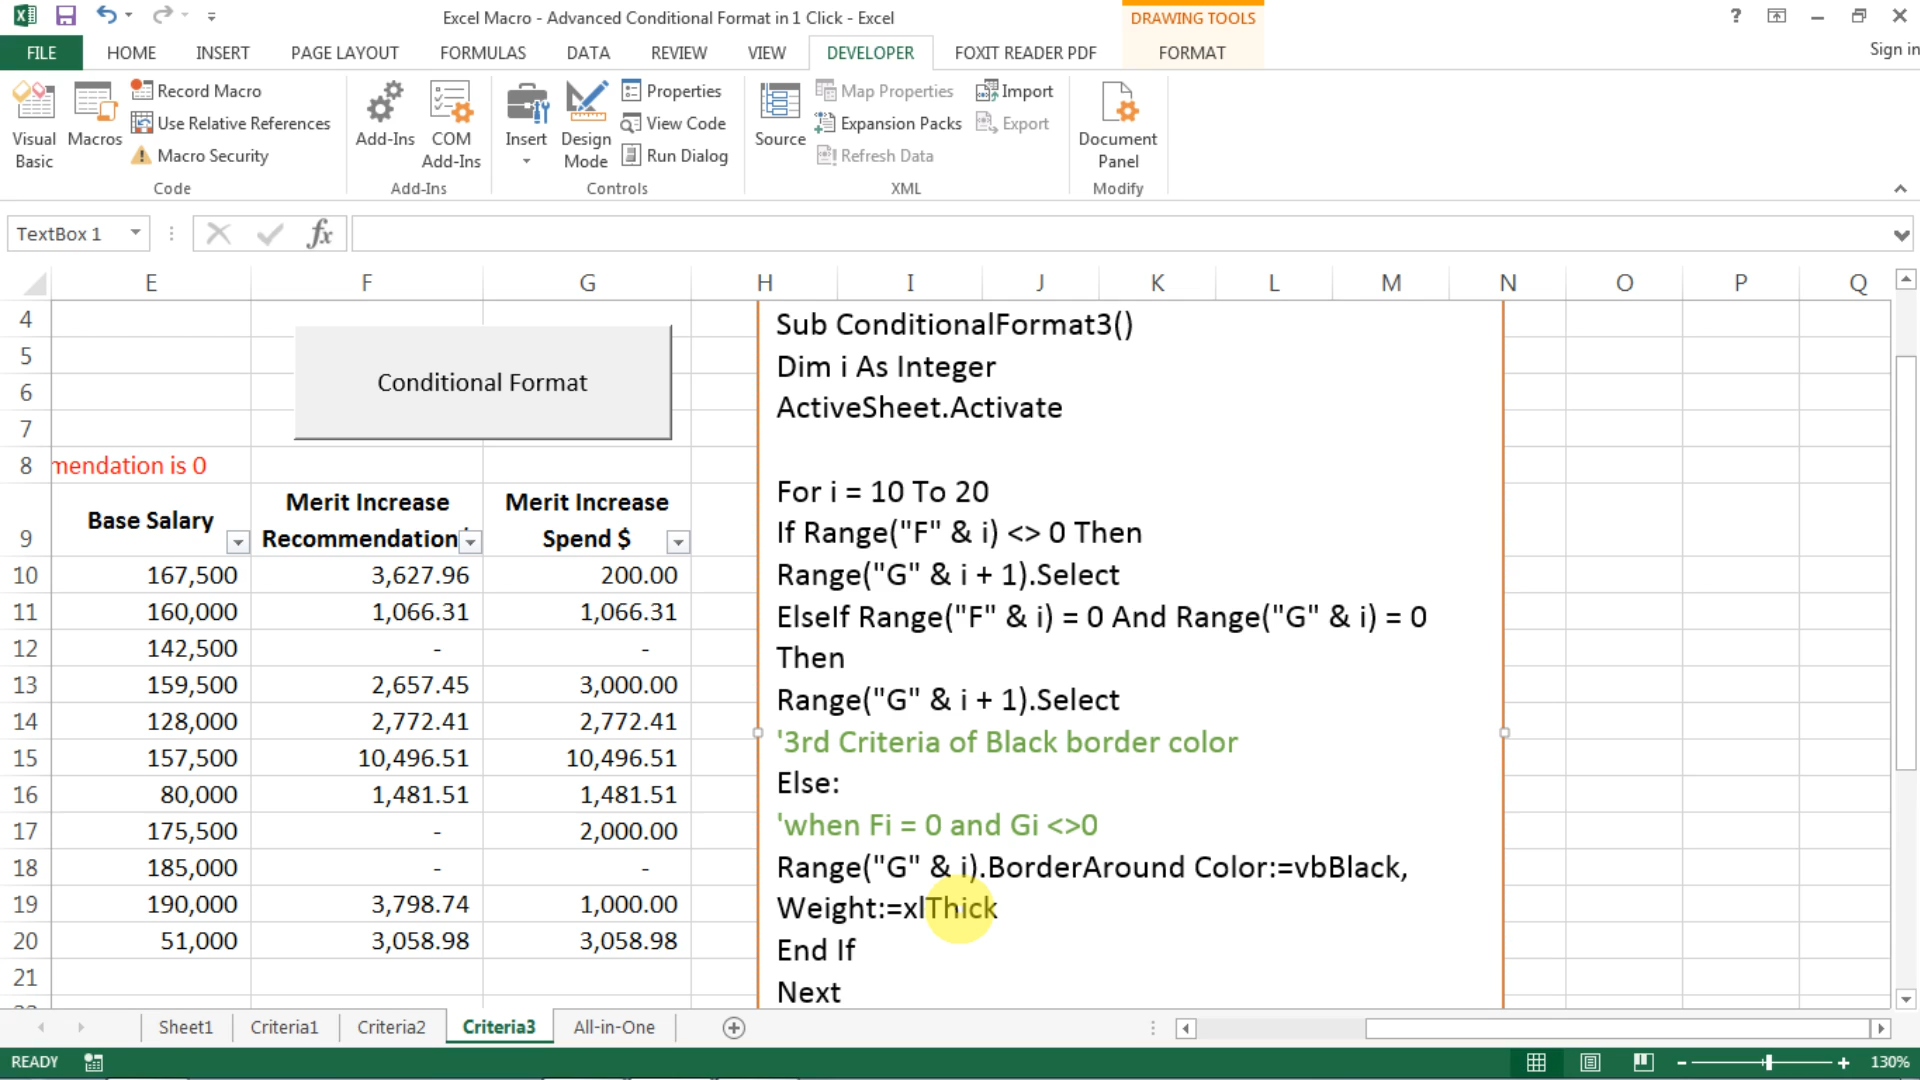 Excel Macro - Advanced Conditional Format in 1 Click - Excel
DRAWING TOOLS
?
Sign in
FILE HOME INSERT PAGE LAYOUT FORMULAS DATA REVIEW VIEW DEVELOPER FOXIT READER PDF FORMAT
Visual Basic
Macros
Record Macro
Use Relative References
Macro Security
Code
Add-Ins
COM Add-Ins
Add-Ins
Insert
Design Mode
Properties
View Code
Run Dialog
Controls
Source
Map Properties
Expansion Packs
Refresh Data
Import
Export
XML
Document Panel
Modify
TextBox 1
fx
E F G H I J K L M N O P Q
4
5
6
7
Conditional Format
8 mendation is 0
9 Base Salary Merit Increase Recommendation Merit Increase Spend $
10 167,500 3,627.96 200.00
11 160,000 1,066.31 1,066.31
12 142,500 - -
13 159,500 2,657.45 3,000.00
14 128,000 2,772.41 2,772.41
15 157,500 10,496.51 10,496.51
16 80,000 1,481.51 1,481.51
17 175,500 - 2,000.00
18 185,000 - -
19 190,000 3,798.74 1,000.00
20 51,000 3,058.98 3,058.98
21
Sub ConditionalFormat3()
Dim i As Integer
ActiveSheet.Activate
For i = 10 To 20
If Range("F" & i) <> 0 Then
Range("G" & i + 1).Select
ElseIf Range("F" & i) = 0 And Range("G" & i) = 0
Then
Range("G" & i + 1).Select
'3rd Criteria of Black border color
Else:
'when Fi = 0 and Gi <>0
Range("G" & i).BorderAround Color:=vbBlack,
Weight:=xlThick
End If
Next
Sheet1 Criteria1 Criteria2 Criteria3 All-in-One
READY
130%